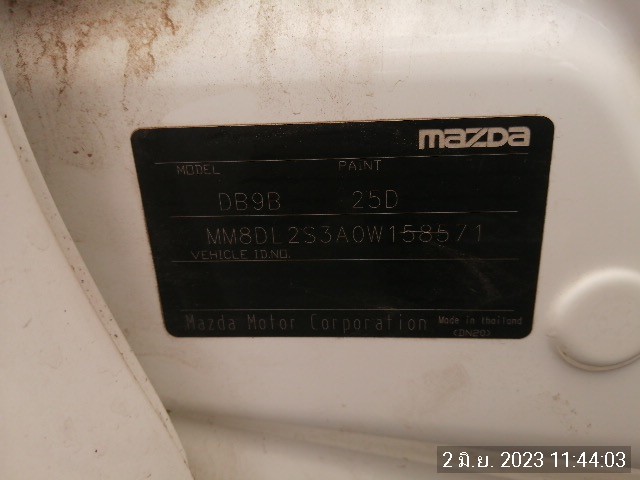 mazda
MODEL PAINT
DB9B 25D
MM8DL2S3A0W158571
VEHICLE ID.NO.
Mazda Motor Corporation Made in thailand
(DN20)
2 มิ.ย. 2023 11:44:03